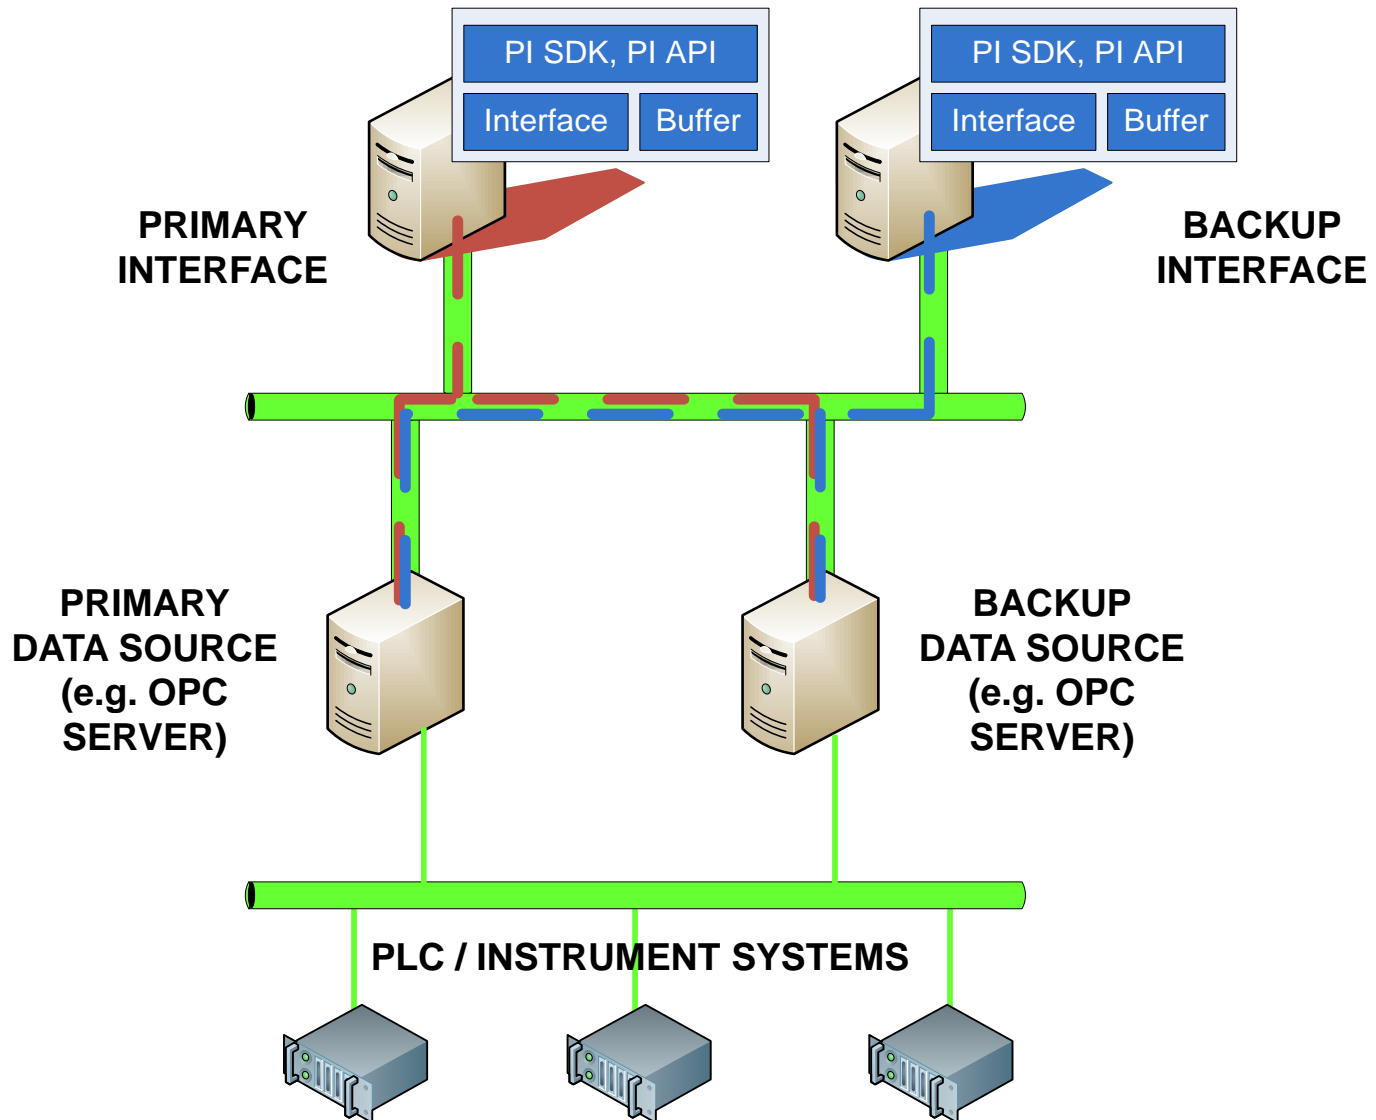 PI SDK, PI API
Interface
Buffer
PI SDK, PI API
Interface
Buffer
PRIMARY
INTERFACE
BACKUP
INTERFACE
PRIMARY
DATA SOURCE
(e.g. OPC
SERVER)
BACKUP
DATA SOURCE
(e.g. OPC
SERVER)
PLC / INSTRUMENT SYSTEMS